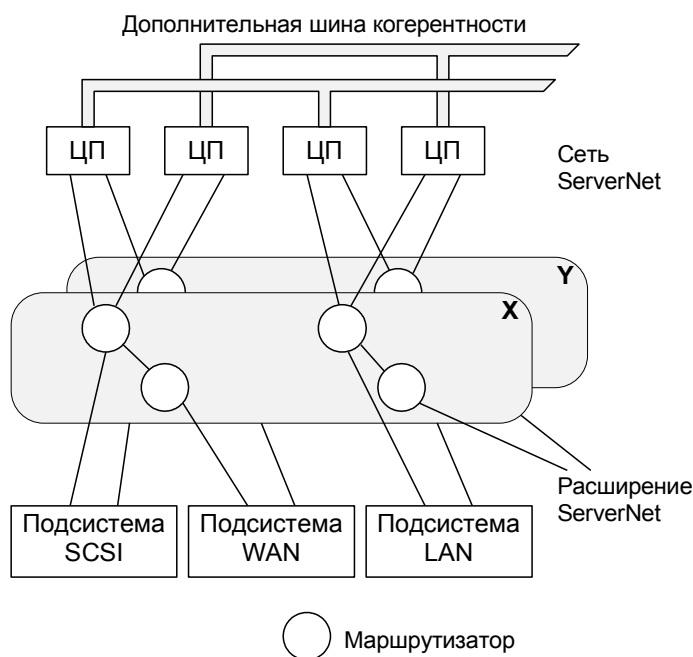 Дополнительная шина когерентности
ЦП
ЦП
ЦП
ЦП
Сеть
ServerNet
Y
X
Расширение
ServerNet
Подсистема
SCSI
Подсистема
WAN
Подсистема
LAN
Маршрутизатор